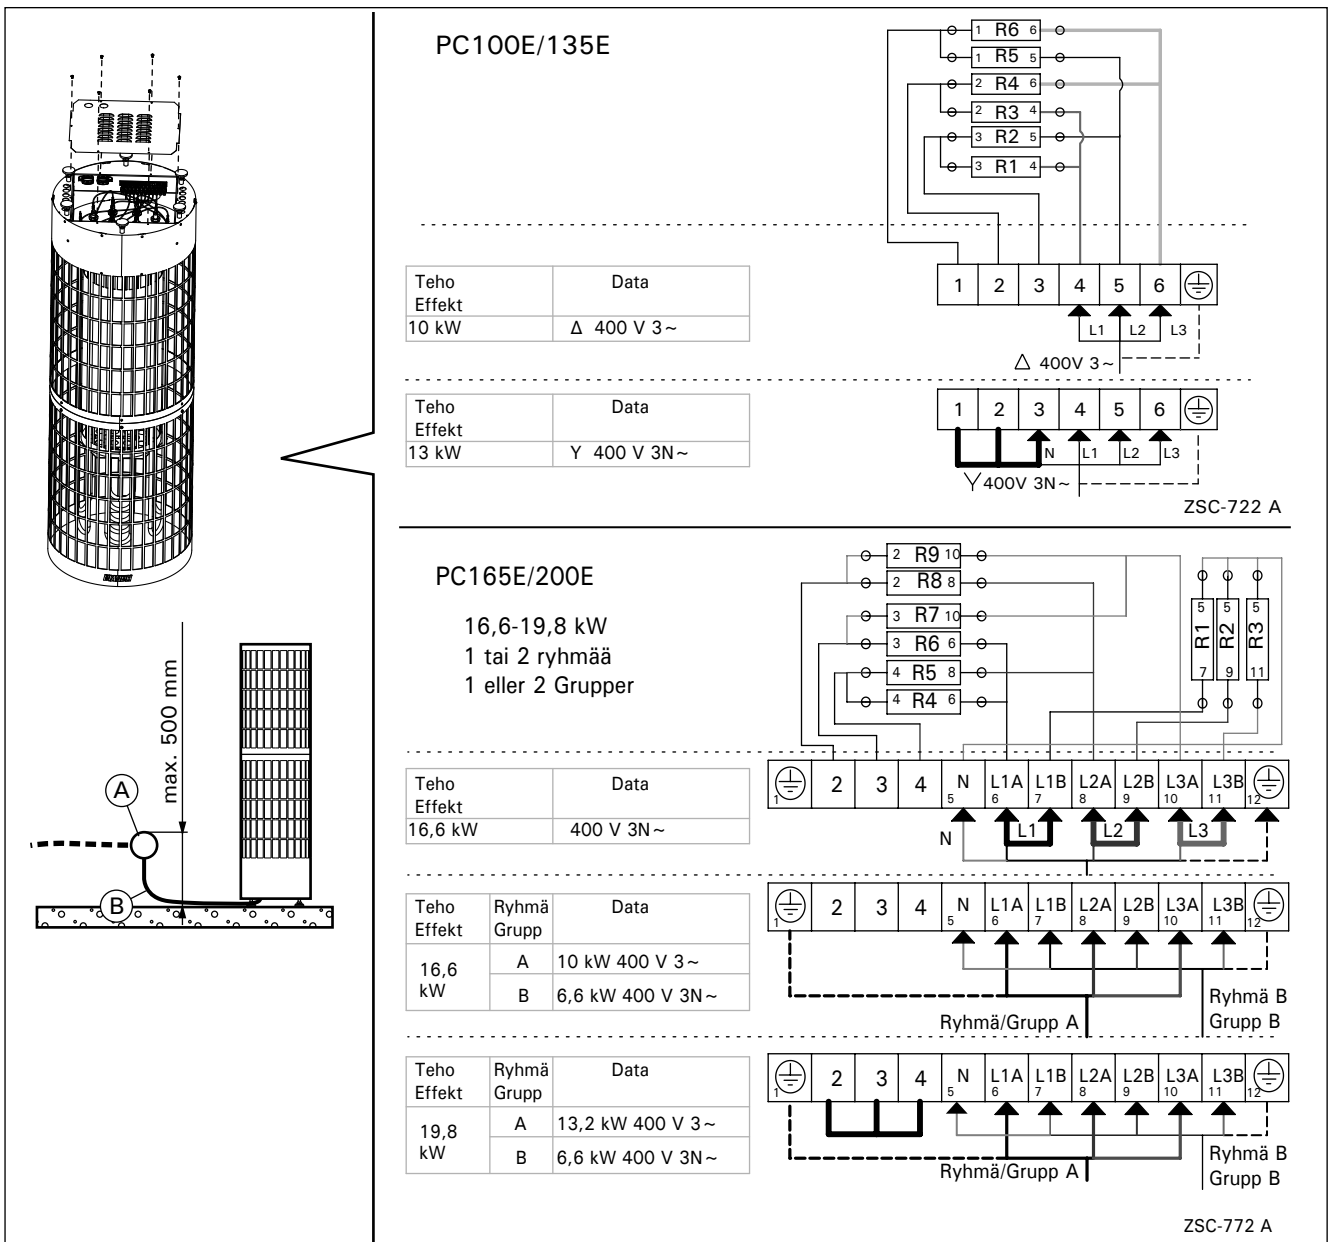 PC100E/135E
1 R6 6
1 R5 5
2 R4 6
2 R3 4
3 R2 5
3 R1 4
Teho Data
Effekt
10 kW Δ 400 V 3~
1 2 3 4 5 6
L1 L2 L3
Δ 400V 3~
Teho Data
Effekt
13 kW Y 400 V 3N~
1 2 3 4 5 6
N L1 L2 L3
Y 400V 3N~
ZSC-722 A
PC165E/200E
16,6-19,8 kW
1 tai 2 ryhmää
1 eller 2 Grupper
2 R9 10
2 R8 8
3 R7 10
3 R6 6
4 R5 8
4 R4 6
5 R1 7
5 R2 9
5 R3 11
max. 500 mm
A
B
Teho Data
Effekt
16,6 kW 400 V 3N~
1 2 3 4 N 5 L1A 6 L1B 7 L2A 8 L2B 9 L3A 10 L3B 11 12
N L1 L2 L3
Teho Ryhmä Data
Effekt Grupp
16,6 kW
A 10 kW 400 V 3~
B 6,6 kW 400 V 3N~
1 2 3 4 N 5 L1A 6 L1B 7 L2A 8 L2B 9 L3A 10 L3B 11 12
Ryhmä/Grupp A
Ryhmä B
Grupp B
Teho Ryhmä Data
Effekt Grupp
19,8 kW
A 13,2 kW 400 V 3~
B 6,6 kW 400 V 3N~
1 2 3 4 N 5 L1A 6 L1B 7 L2A 8 L2B 9 L3A 10 L3B 11 12
Ryhmä/Grupp A
Ryhmä B
Grupp B
ZSC-772 A